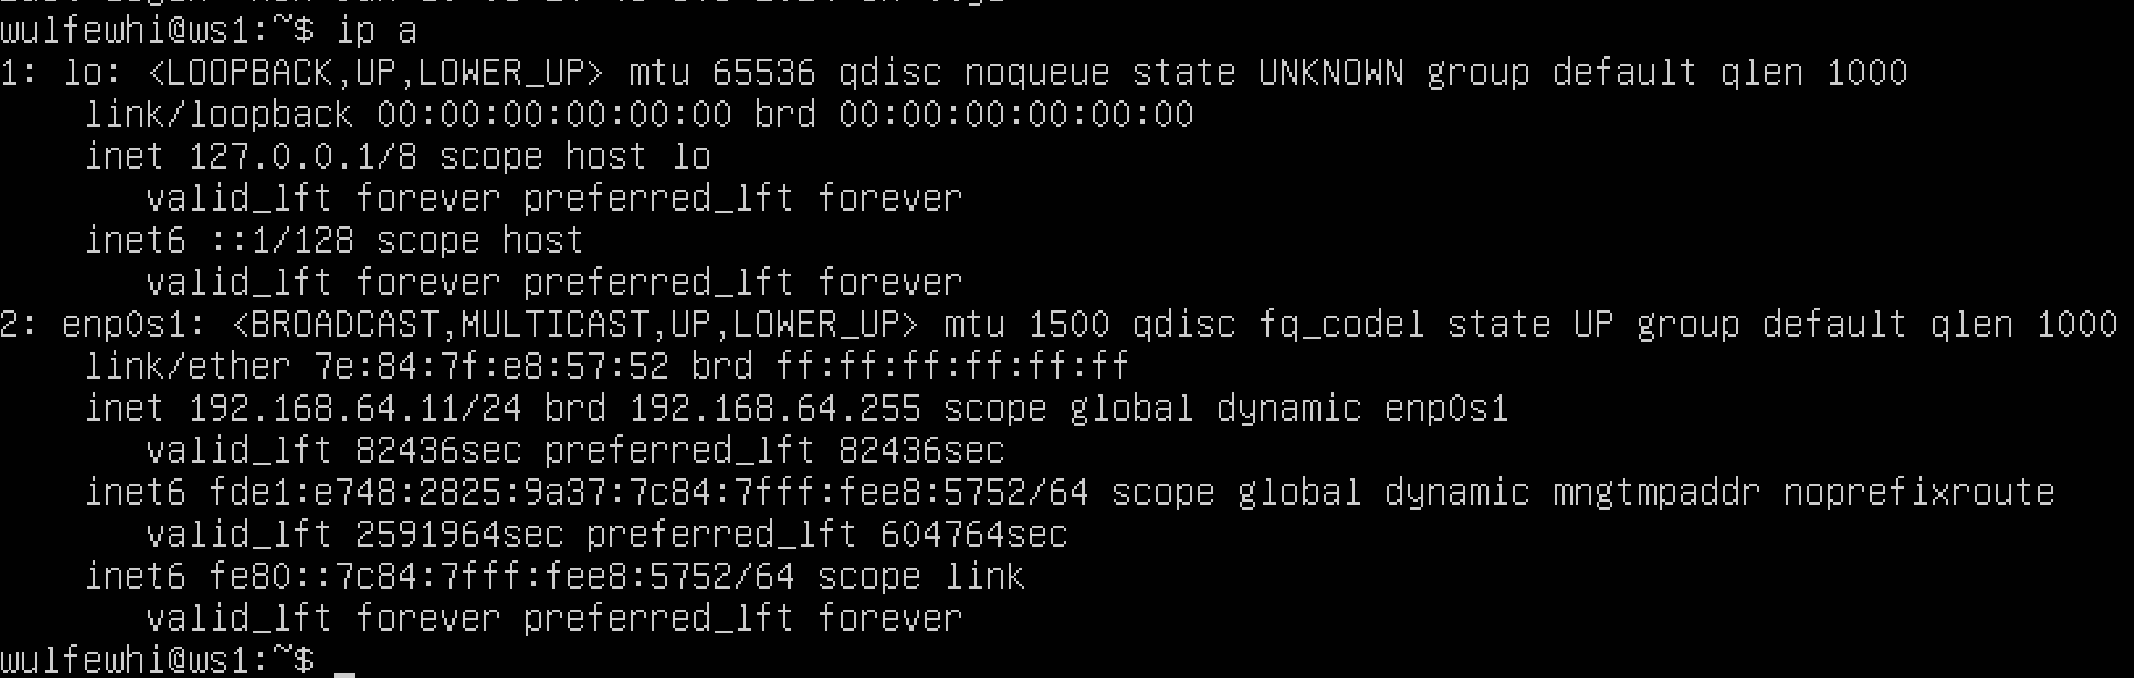 wulfewhi@ws1:~$ ip a
1: lo: <LOOPBACK,UP,LOWER_UP> mtu 65536 qdisc noqueue state UNKNOWN group default qlen 1000
    link/loopback 00:00:00:00:00:00 brd 00:00:00:00:00:00
    inet 127.0.0.1/8 scope host lo
       valid_lft forever preferred_lft forever
    inet6 ::1/128 scope host
       valid_lft forever preferred_lft forever
2: enp0s1: <BROADCAST,MULTICAST,UP,LOWER_UP> mtu 1500 qdisc fq_codel state UP group default qlen 1000
    link/ether 7e:84:7f:e8:57:52 brd ff:ff:ff:ff:ff:ff
    inet 192.168.64.11/24 brd 192.168.64.255 scope global dynamic enp0s1
       valid_lft 82436sec preferred_lft 82436sec
    inet6 fde1:e748:2825:9a37:7c84:7fff:fee8:5752/64 scope global dynamic mngtmpaddr noprefixroute
       valid_lft 2591964sec preferred_lft 604764sec
    inet6 fe80::7c84:7fff:fee8:5752/64 scope link
       valid_lft forever preferred_lft forever
wulfewhi@ws1:~$ _